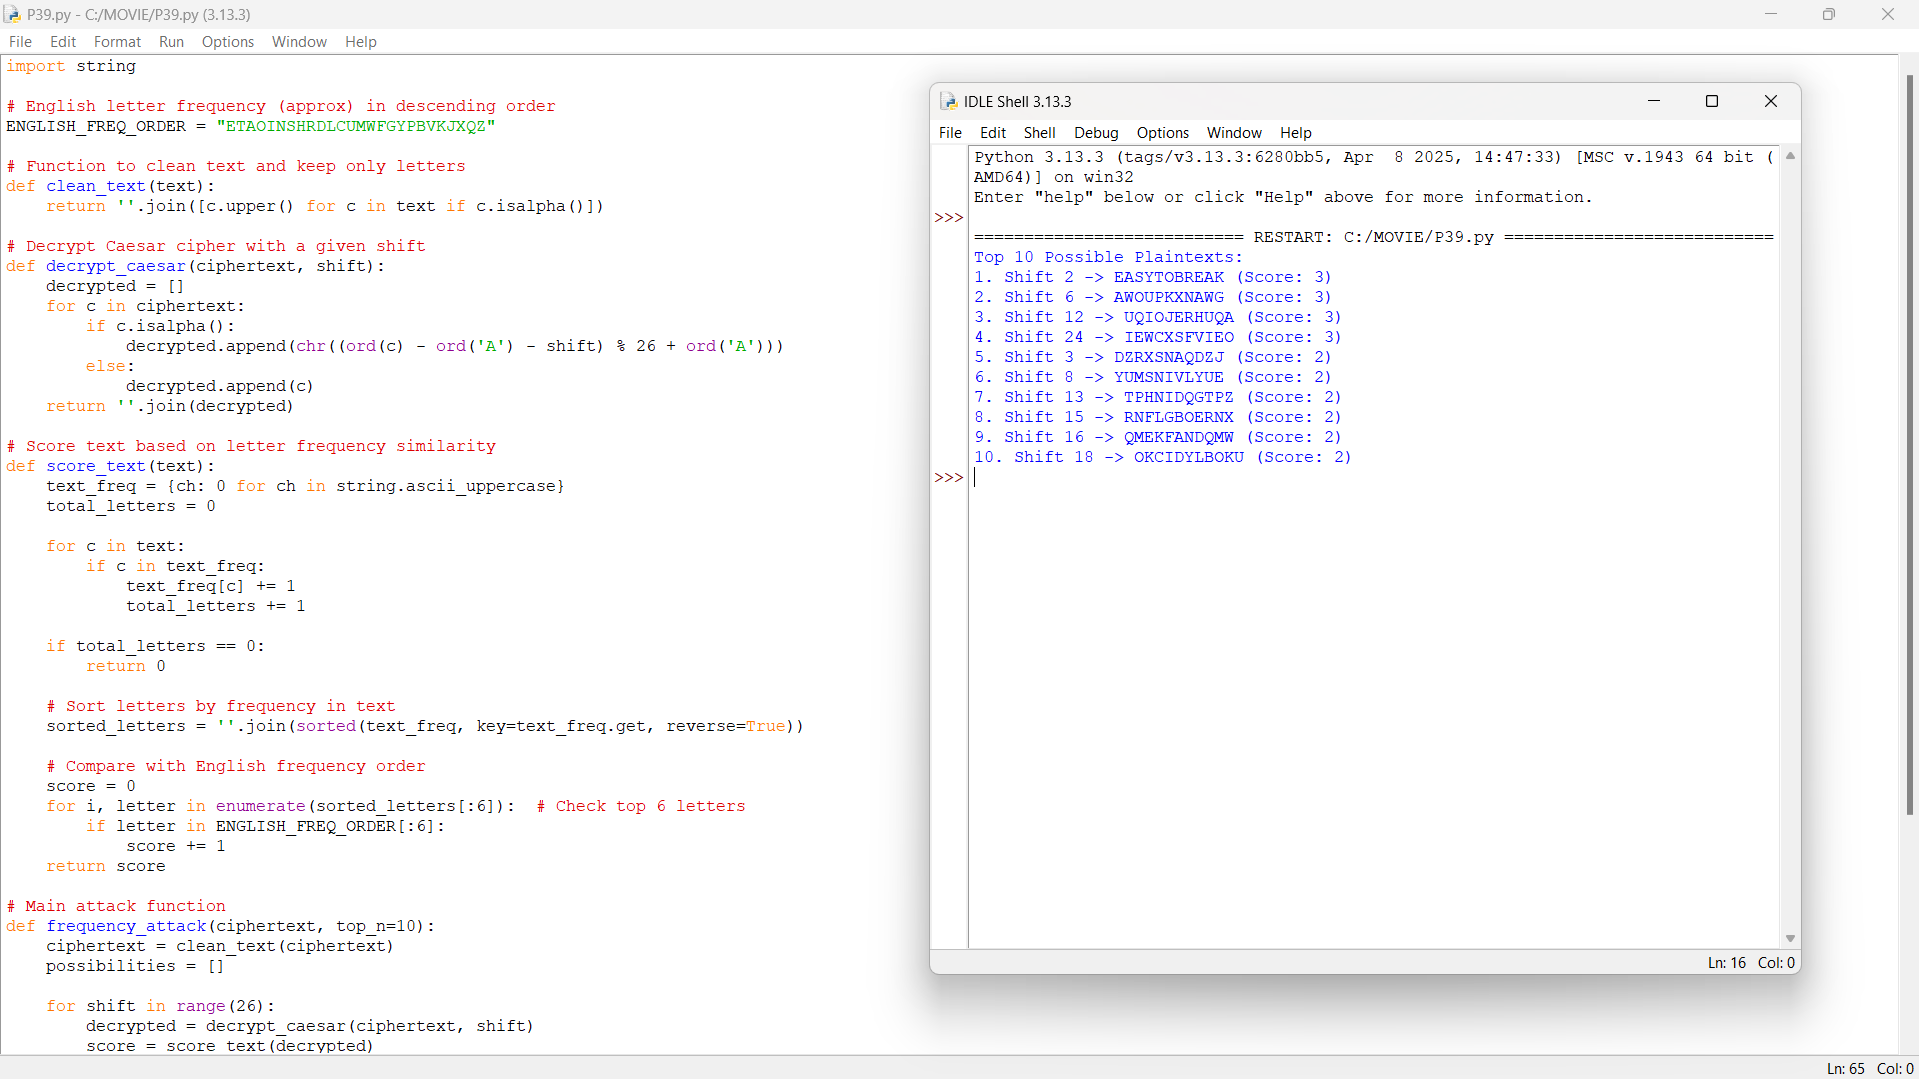 P39.py - C:/MOVIE/P39.py (3.13.3)
File Edit Format Run Options Window Help
import string

# English letter frequency (approx) in descending order
ENGLISH_FREQ_ORDER = "ETAOINSHRDLCUMWFGYPBVKJXQZ"

# Function to clean text and keep only letters
def clean_text(text):
    return ''.join([c.upper() for c in text if c.isalpha()])

# Decrypt Caesar cipher with a given shift
def decrypt_caesar(ciphertext, shift):
    decrypted = []
    for c in ciphertext:
        if c.isalpha():
            decrypted.append(chr((ord(c) - ord('A') - shift) % 26 + ord('A')))
        else:
            decrypted.append(c)
    return ''.join(decrypted)

# Score text based on letter frequency similarity
def score_text(text):
    text_freq = {ch: 0 for ch in string.ascii_uppercase}
    total_letters = 0

    for c in text:
        if c in text_freq:
            text_freq[c] += 1
            total_letters += 1

    if total_letters == 0:
        return 0

    # Sort letters by frequency in text
    sorted_letters = ''.join(sorted(text_freq, key=text_freq.get, reverse=True))

    # Compare with English frequency order
    score = 0
    for i, letter in enumerate(sorted_letters[:6]):  # Check top 6 letters
        if letter in ENGLISH_FREQ_ORDER[:6]:
            score += 1
    return score

# Main attack function
def frequency_attack(ciphertext, top_n=10):
    ciphertext = clean_text(ciphertext)
    possibilities = []

    for shift in range(26):
        decrypted = decrypt_caesar(ciphertext, shift)
        score = score_text(decrypted)
Ln: 65 Col: 0
IDLE Shell 3.13.3
File Edit Shell Debug Options Window Help
Python 3.13.3 (tags/v3.13.3:6280bb5, Apr  8 2025, 14:47:33) [MSC v.1943 64 bit (
AMD64)] on win32
Enter "help" below or click "Help" above for more information.
>>>
=========================== RESTART: C:/MOVIE/P39.py ===========================
Top 10 Possible Plaintexts:
1. Shift 2 -> EASYTOBREAK (Score: 3)
2. Shift 6 -> AWOUPKXNAWG (Score: 3)
3. Shift 12 -> UQIOJERHUQA (Score: 3)
4. Shift 24 -> IEWCXSFVIEO (Score: 3)
5. Shift 3 -> DZRXSNAQDZJ (Score: 2)
6. Shift 8 -> YUMSNIVLYUE (Score: 2)
7. Shift 13 -> TPHNIDQGTPZ (Score: 2)
8. Shift 15 -> RNFLGBOERNX (Score: 2)
9. Shift 16 -> QMEKFANDQMW (Score: 2)
10. Shift 18 -> OKCIDYLBOKU (Score: 2)
>>>
Ln: 16 Col: 0